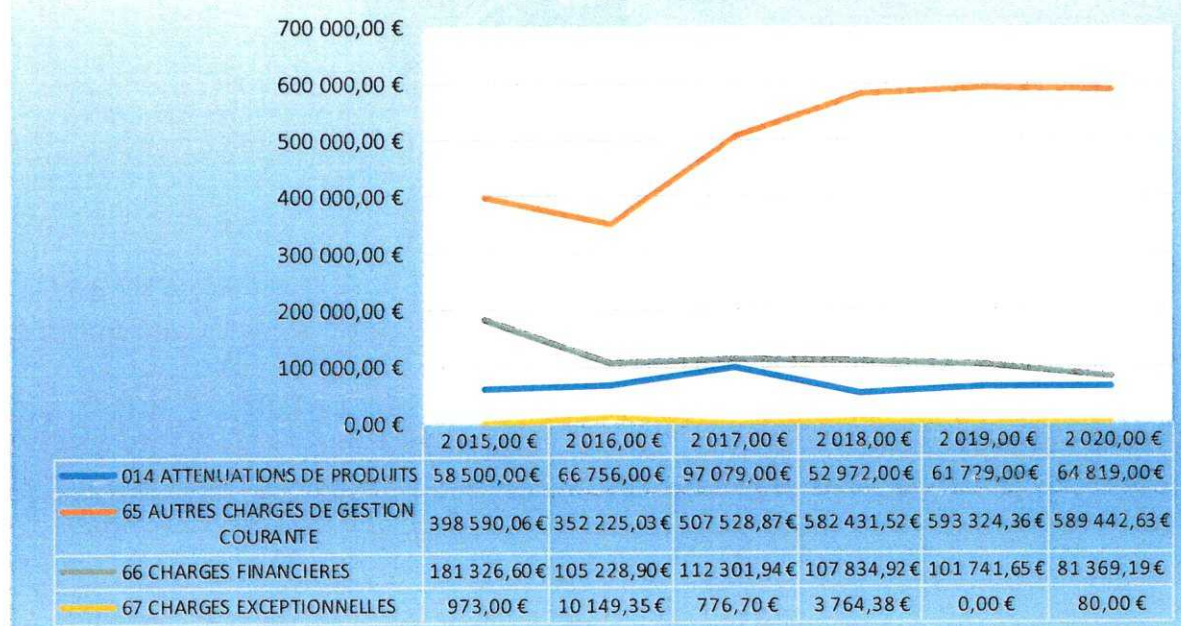 700 000,00 €
600 000,00 €
500 000,00 €
400 000,00 €
300 000,00 €
200 000,00 €
100 000,00 €
0,00 €
2 015,00 € 2 016,00 € 2 017,00 € 2 018,00 € 2 019,00 € 2 020,00 €
014 ATTENUATIONS DE PRODUITS 58 500,00€ 66 756,00€ 97 079,00€ 52 972,00€ 61 729,00€ 64 819,00€
65 AUTRES CHARGES DE GESTION
COURANTE 398 590,06€ 352 225,03€ 507 528,87€ 582 431,52€ 593 324,36€ 589 442,63€
66 CHARGES FINANCIERES 181 326,60€ 105 228,90€ 112 301,94€ 107 834,92€ 101 741,65€ 81 369,19€
67 CHARGES EXCEPTIONNELLES 973,00€ 10 149,35€ 776,70€ 3 764,38€ 0,00€ 80,00€